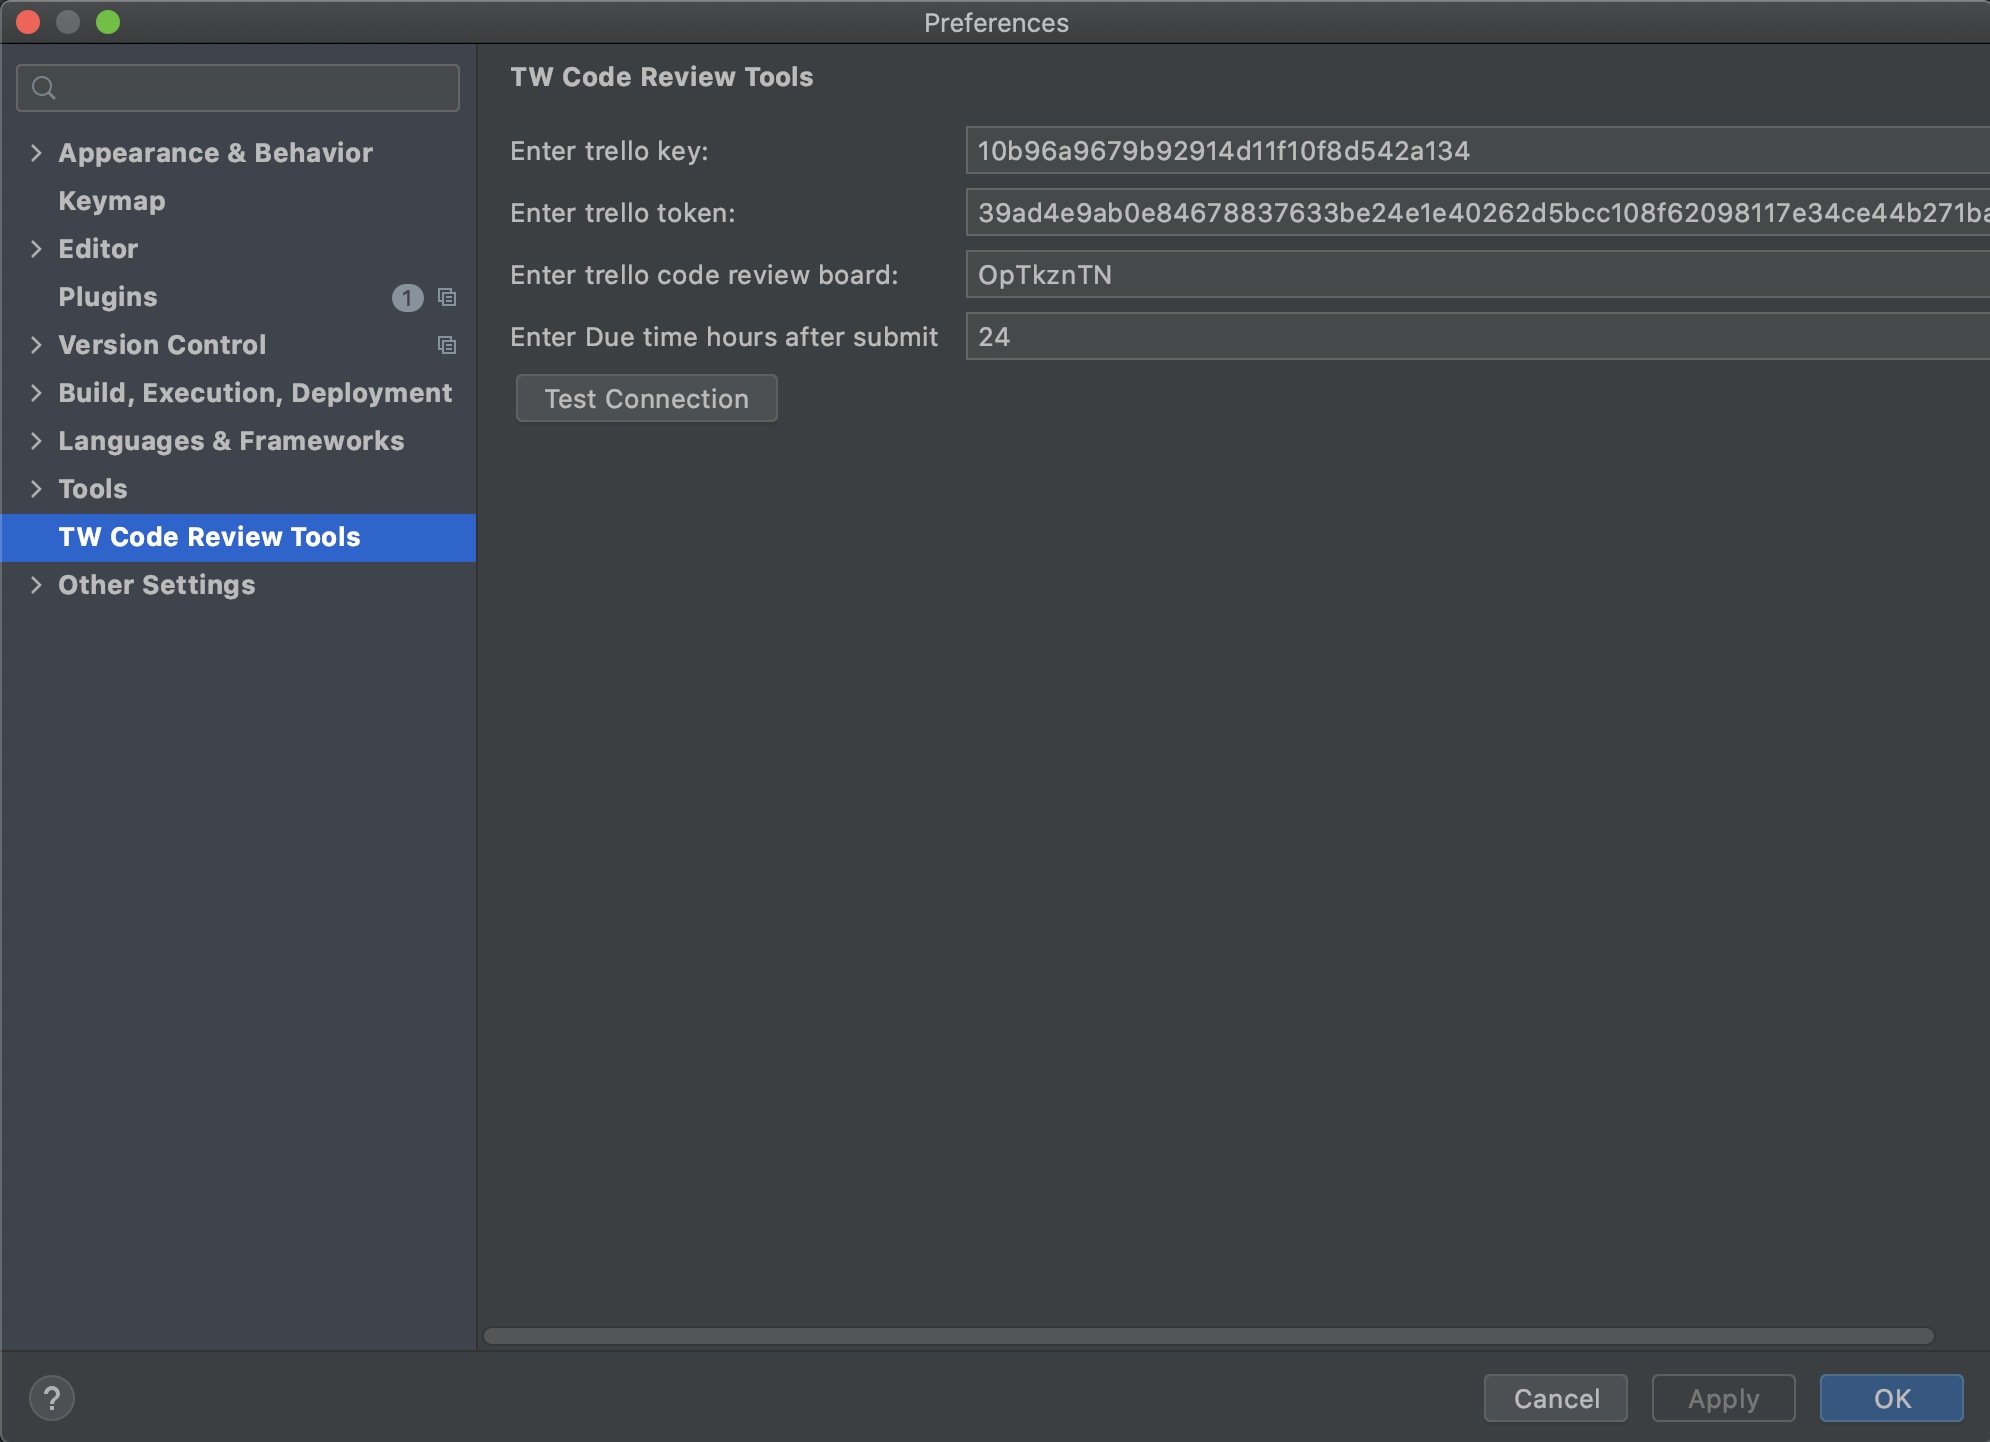 Preferences
TW Code Review Tools
Appearance & Behavior
Keymap
Editor
Plugins 1
Version Control
Build, Execution, Deployment
Languages & Frameworks
Tools
TW Code Review Tools
Other Settings
Enter trello key: 10b96a9679b92914d11f10f8d542a134
Enter trello token: 39ad4e9ab0e84678837633be24e1e40262d5bcc108f62098117e34ce44b271ba
Enter trello code review board: OpTkznTN
Enter Due time hours after submit 24
Test Connection
?
Cancel Apply OK